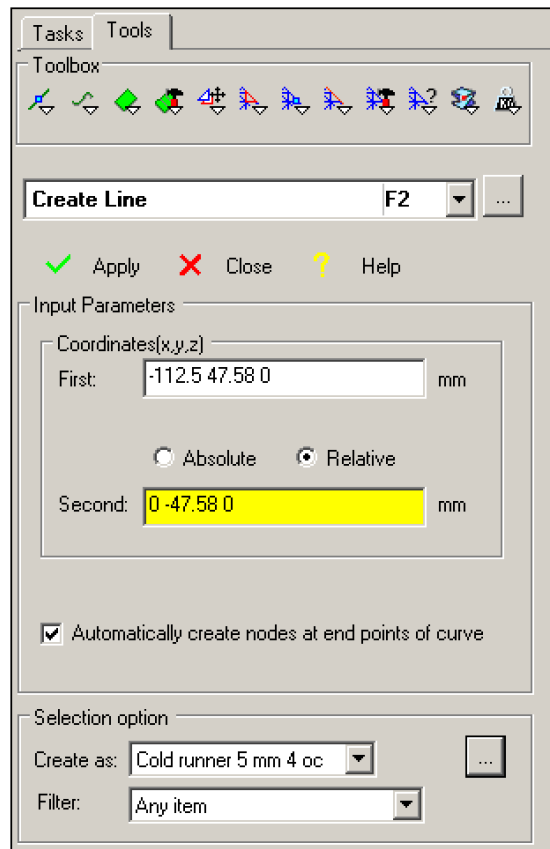 Tasks Tools
Toolbox
Create Line F2 ...
Apply Close ? Help
Input Parameters
Coordinates(x,y,z)
First: -112.5 47.58 0 mm
Absolute Relative
Second: 0 -47.58 0 mm
Automatically create nodes at end points of curve
Selection option
Create as: Cold runner 5 mm 4 oc ...
Filter: Any item